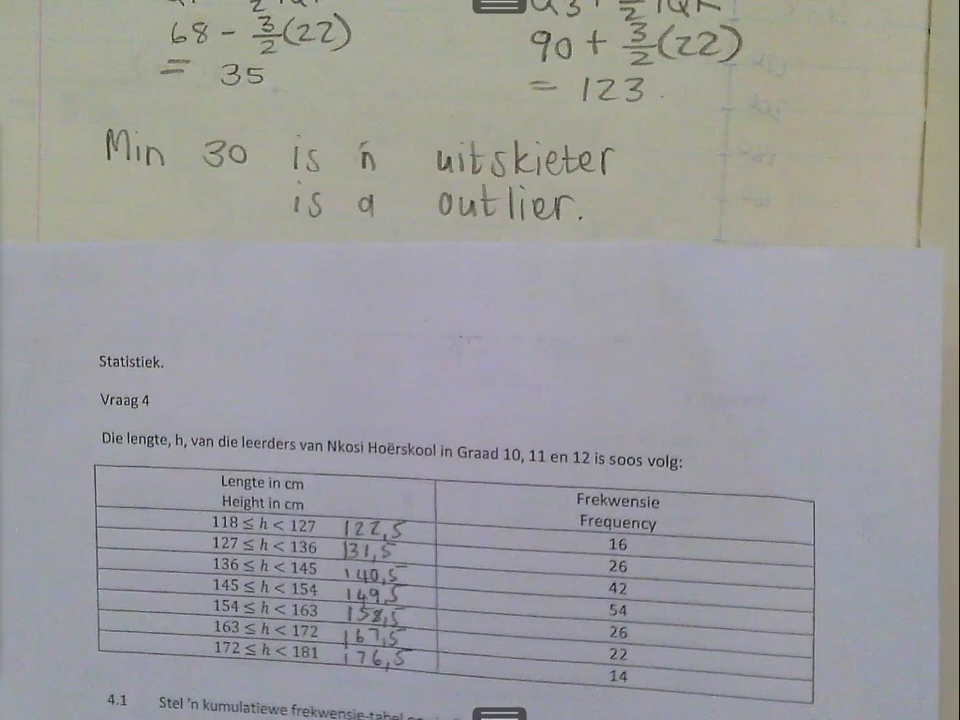 68 - 3/2 (22)
= 35
90 + 3/2 (22)
= 123
Min 30 is 'n uitskieter
is a outlier.
Statistiek.
Vraag 4
Die lengte, h, van die leerders van Nkosi Hoërskool in Graad 10, 11 en 12 is soos volg:
Lengte in cm
Height in cm
Frekwensie
Frequency
118 ≤ h < 127 122,5 16
127 ≤ h < 136 131,5 26
136 ≤ h < 145 140,5 42
145 ≤ h < 154 149,5 54
154 ≤ h < 163 158,5 26
163 ≤ h < 172 167,5 22
172 ≤ h < 181 176,5 14
4.1 Stel 'n kumulatiewe frekwensie-tabel